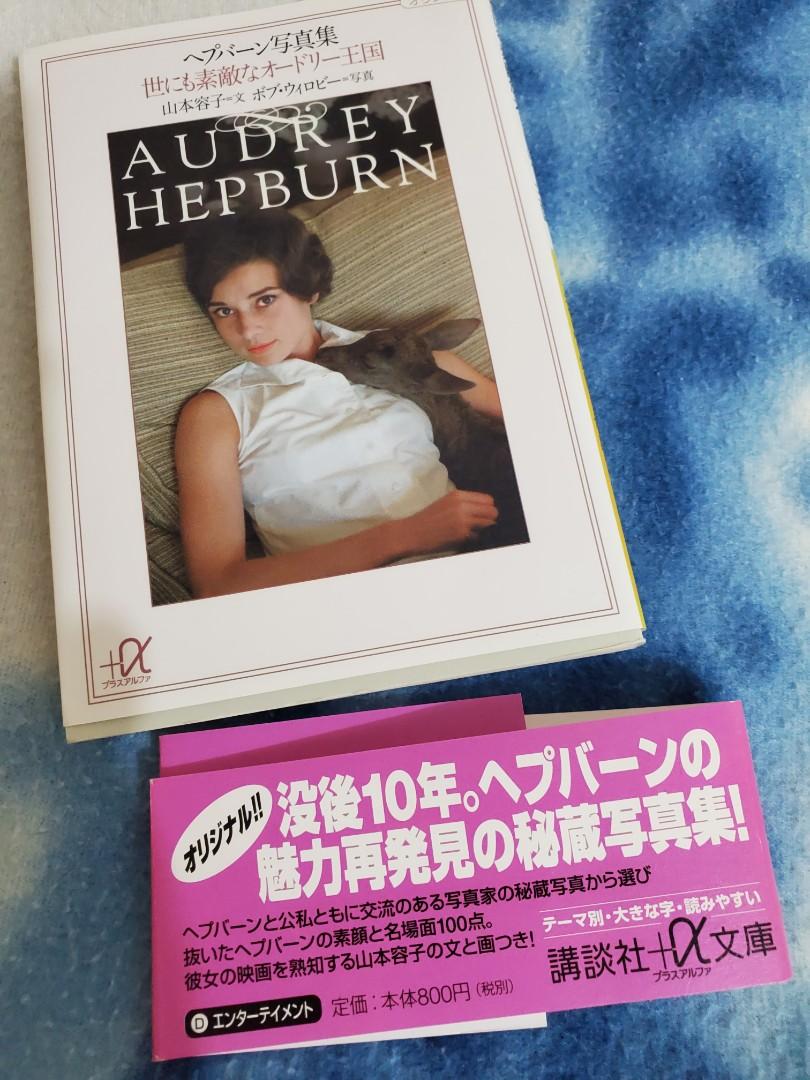 ヘプバーン写真集
世にも素敵なオードリー王国
山本容子=文 ボブ・ウィロビー=写真
AUDREY
HEPBURN
+α
プラスアルファ
オリジナル!!
没後10年。ヘプバーンの
魅力再発見の秘蔵写真集!
ヘプバーンと公私ともに交流のある写真家の秘蔵写真から選び
抜いたヘプバーンの素顔と名場面100点。
彼女の映画を熟知する山本容子の文と画つき!
テーマ別・大きな字・読みやすい
講談社+α文庫
プラスアルファ
D エンターテイメント 定価:本体800円(税別)